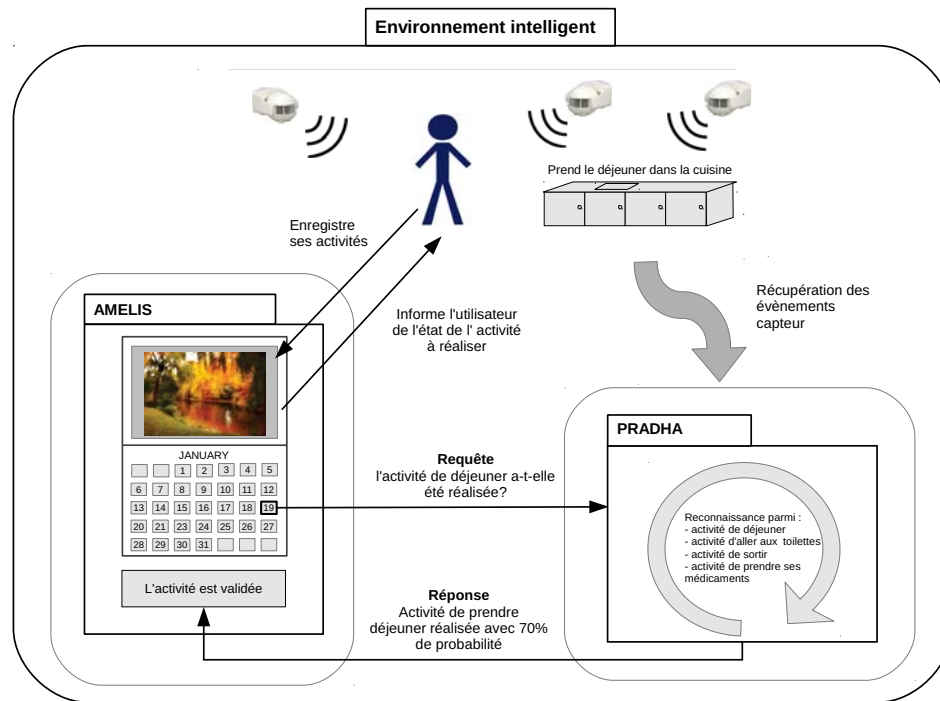 Environnement intelligent
Prend le déjeuner dans la cuisine
Enregistre
ses activités
Informe l'utilisateur
de l'état de l' activité
à réaliser
Récupération des
évènements
capteur
AMELIS
JANUARY
1 2 3 4 5
6 7 8 9 10 11 12
13 14 15 16 17 18 19
20 21 23 24 25 26 27
28 29 30 31
L'activité est validée
Requête
l'activité de déjeuner a-t-elle
été réalisée?
Réponse
Activité de prendre
déjeuner réalisée avec 70%
de probabilité
PRADHA
Reconnaissance parmi :
- activité de déjeuner
- activité d'aller aux toilettes
- activité de sortir
- activité de prendre ses
médicaments